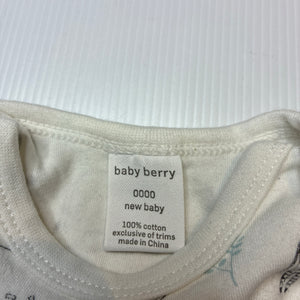 baby berry
0000
new baby
100% cotton
exclusive of trims
made in China